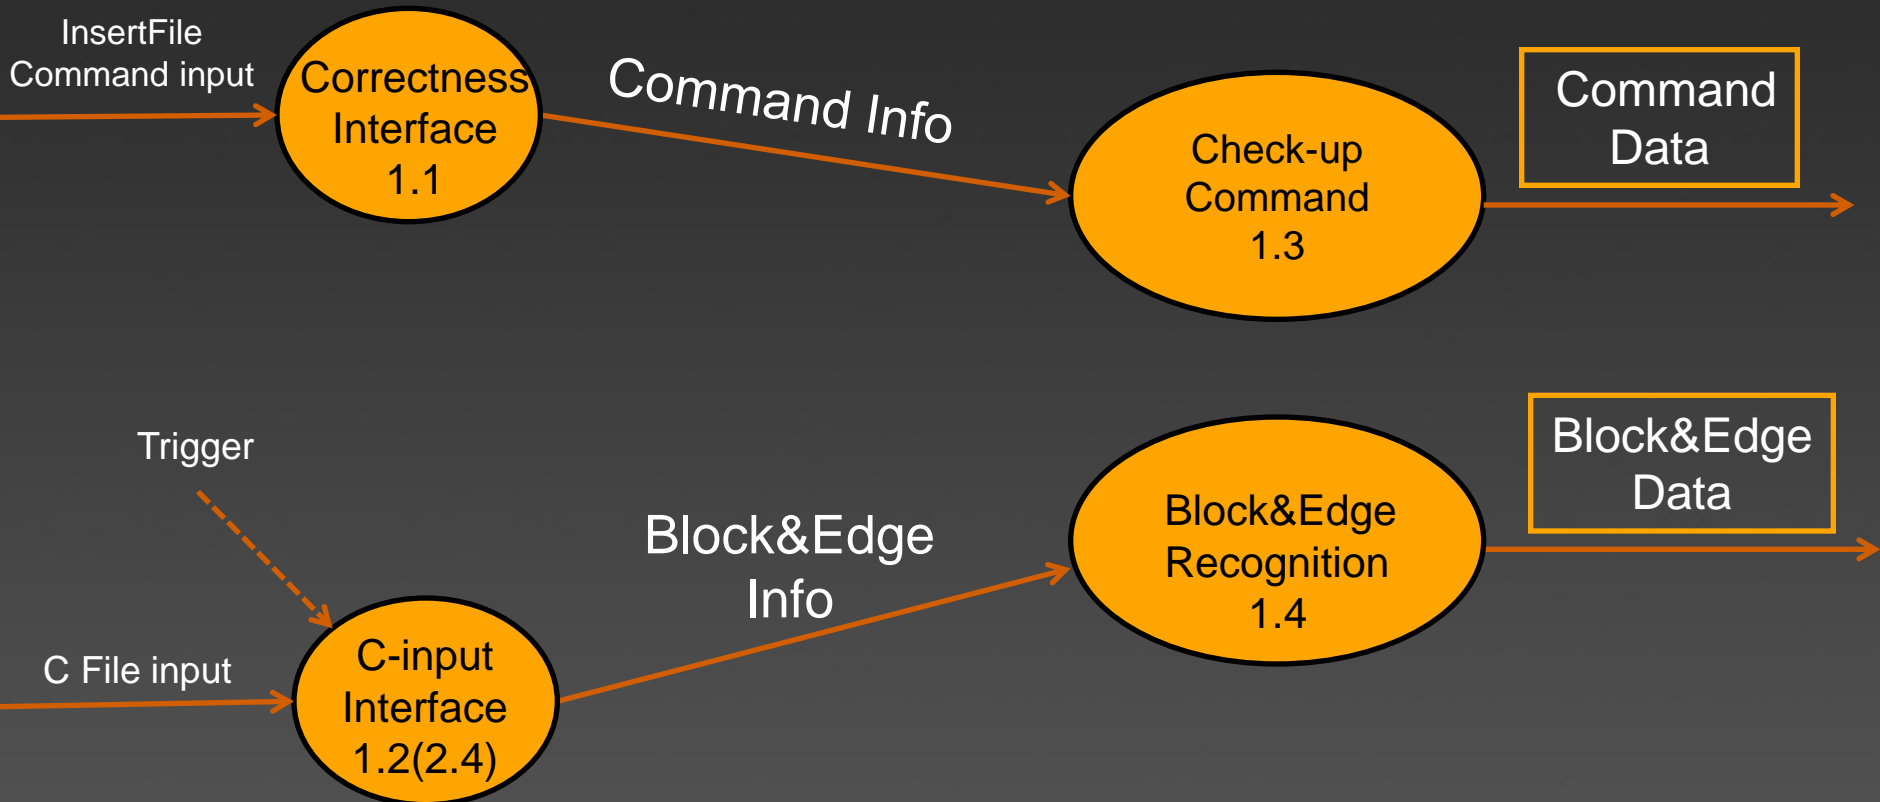 InsertFile
Command input
Correctness
Interface
1.1
Command Info
Check-up
Command
1.3
Command
Data
Trigger
C File input
C-input
Interface
1.2(2.4)
Block&Edge
Info
Block&Edge
Recognition
1.4
Block&Edge
Data